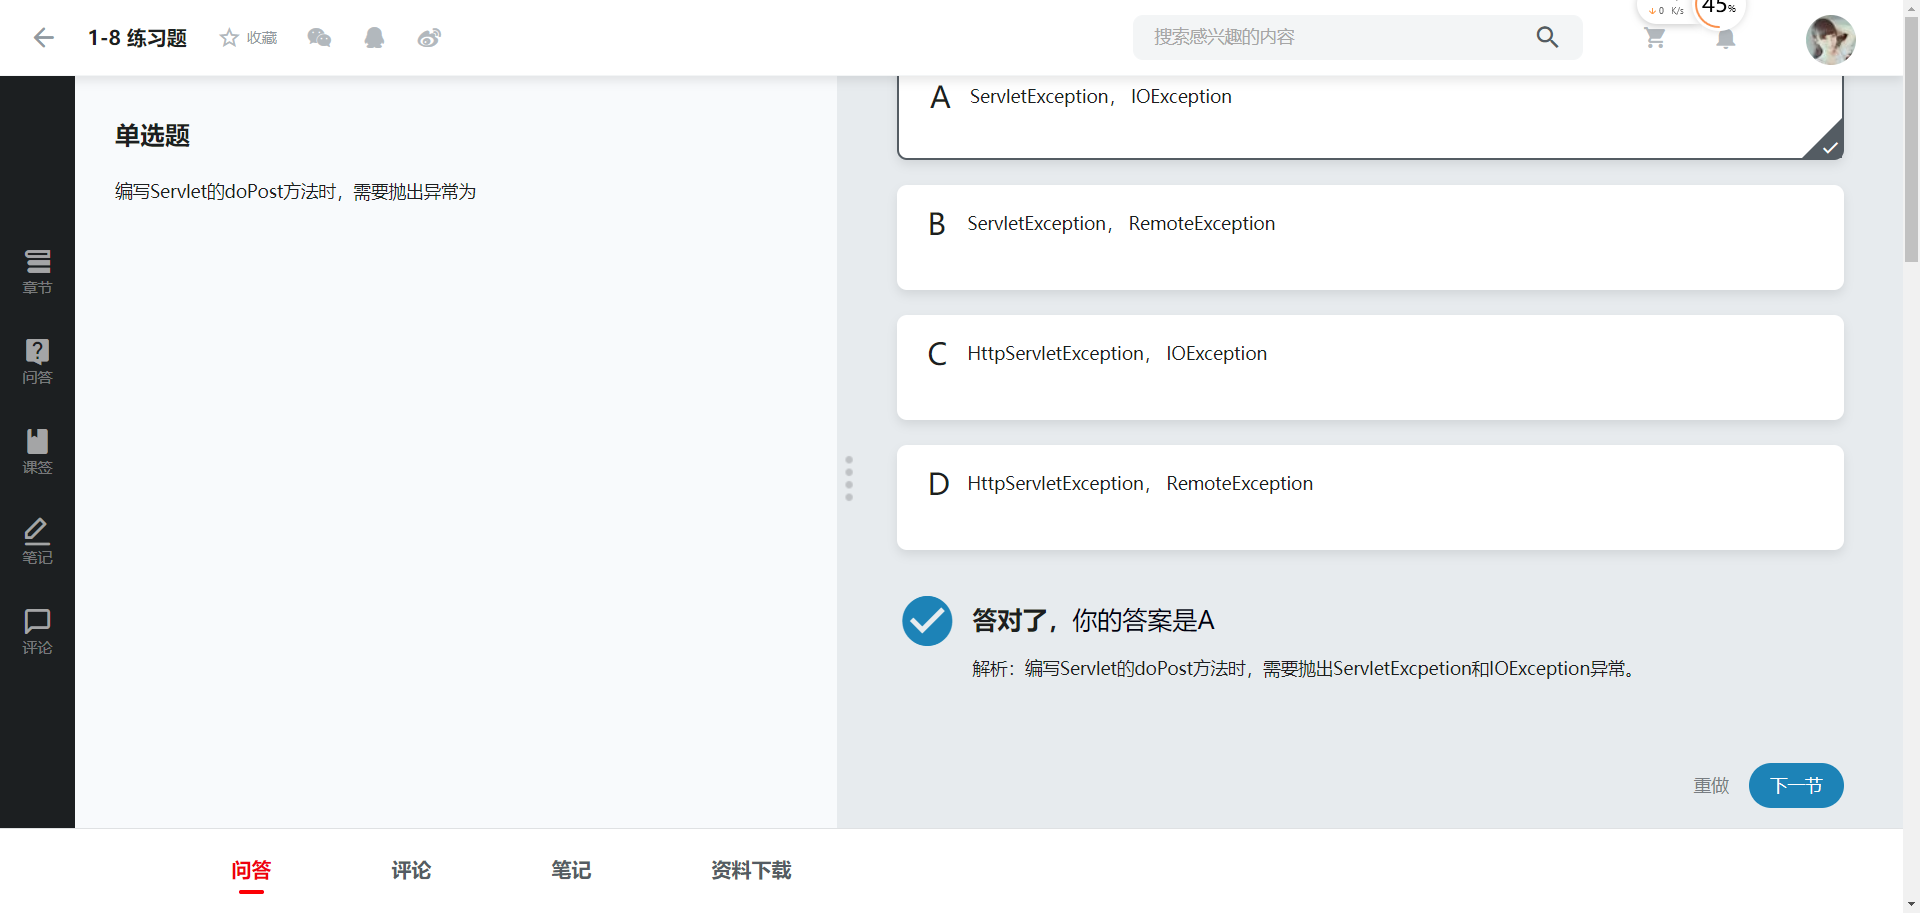 1-8 练习题
收藏
搜索感兴趣的内容
0 K/s
45%
章节
问答
课签
笔记
评论
单选题
编写Servlet的doPost方法时，需要抛出异常为
A ServletException， IOException
B ServletException， RemoteException
C HttpServletException， IOException
D HttpServletException， RemoteException
答对了，你的答案是A
解析：编写Servlet的doPost方法时，需要抛出ServletExcpetion和IOException异常。
重做
下一节
问答
评论
笔记
资料下载